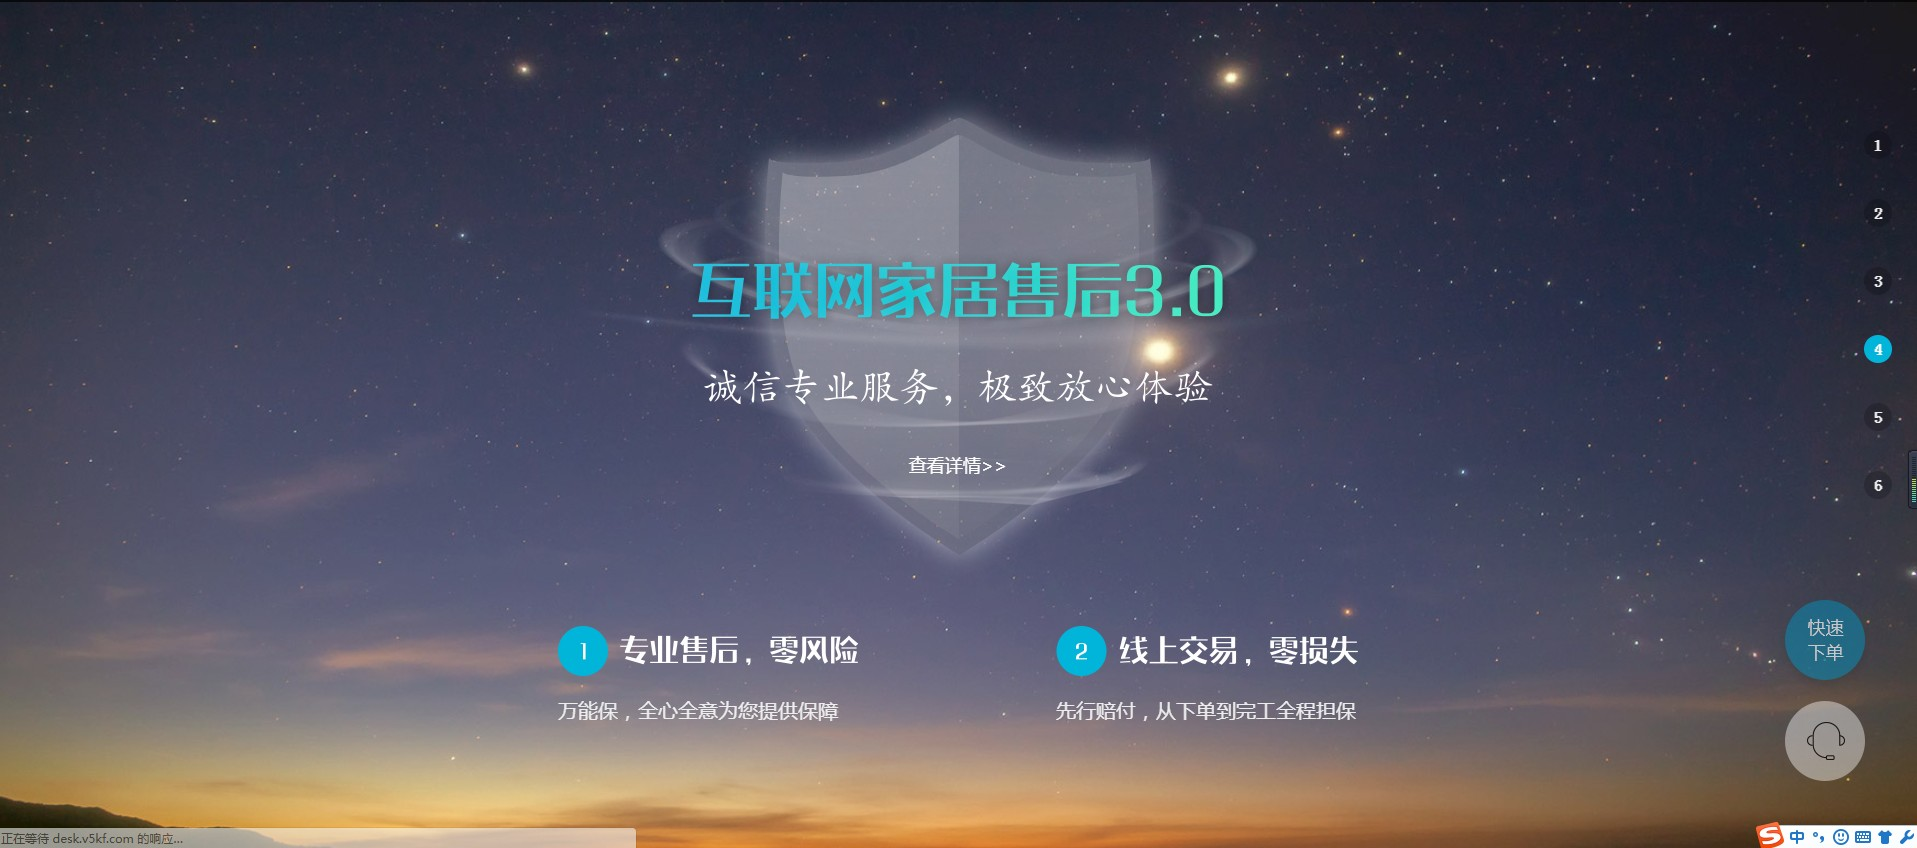 互联网家居售后3.0
诚信专业服务，极致放心体验
查看详情>>
1 专业售后，零风险
万能保，全心全意为您提供保障
2 线上交易，零损失
先行赔付，从下单到完工全程担保
1
2
3
4
5
6
快速
下单
正在等待 desk.v5kf.com 的响应...
S 中